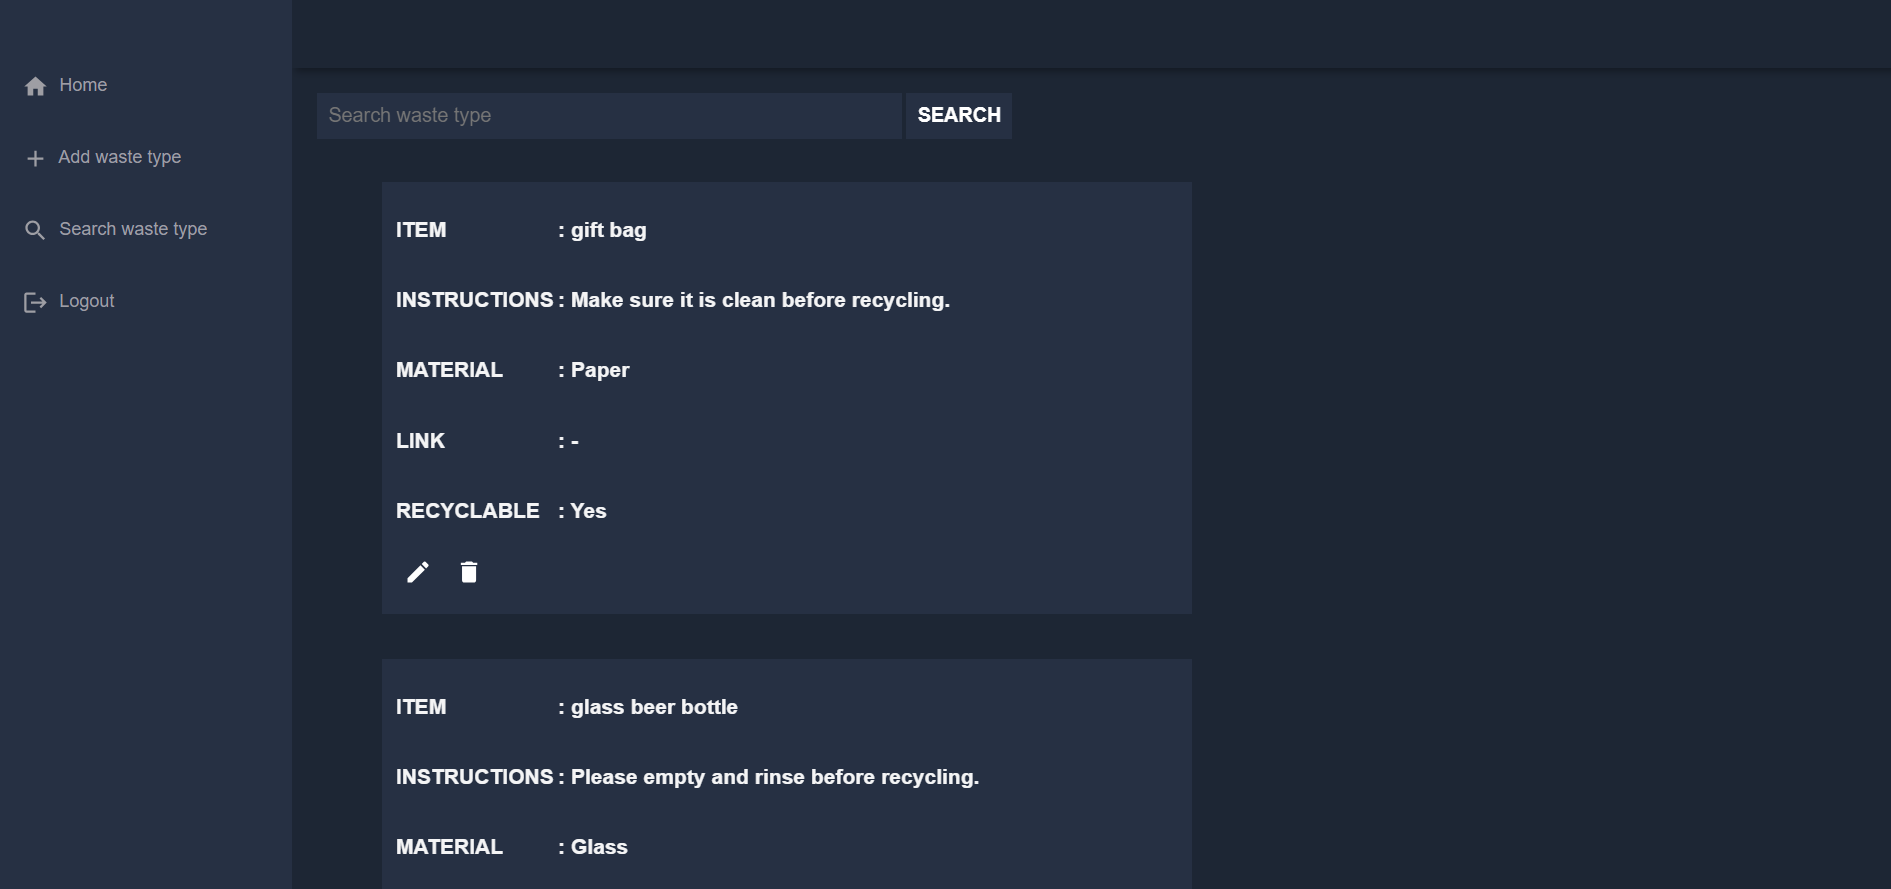 Home
Add waste type
Search waste type
Logout
Search waste type
SEARCH
ITEM : gift bag
INSTRUCTIONS : Make sure it is clean before recycling.
MATERIAL : Paper
LINK : -
RECYCLABLE : Yes
ITEM : glass beer bottle
INSTRUCTIONS : Please empty and rinse before recycling.
MATERIAL : Glass